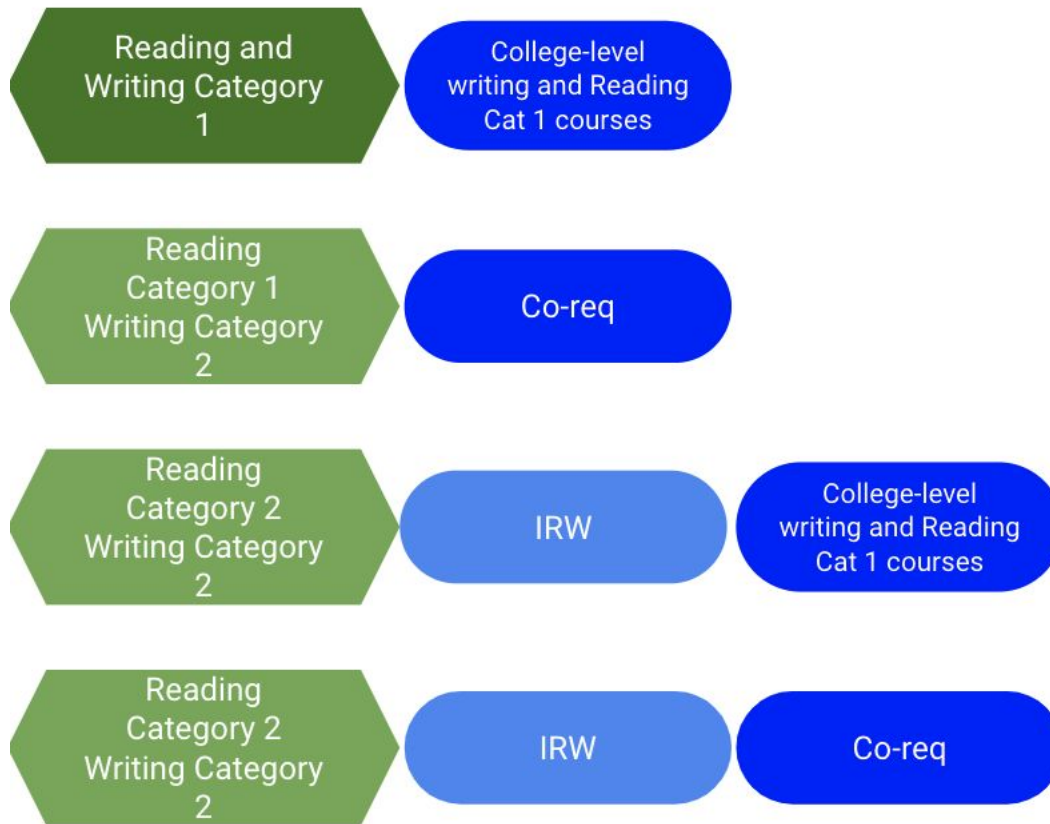 Reading and
Writing Category
1
College-level
writing and Reading
Cat 1 courses
Reading
Category 1
Writing Category
2
Co-req
Reading
Category 2
Writing Category
2
IRW
College-level
writing and Reading
Cat 1 courses
Reading
Category 2
Writing Category
2
IRW
Co-req